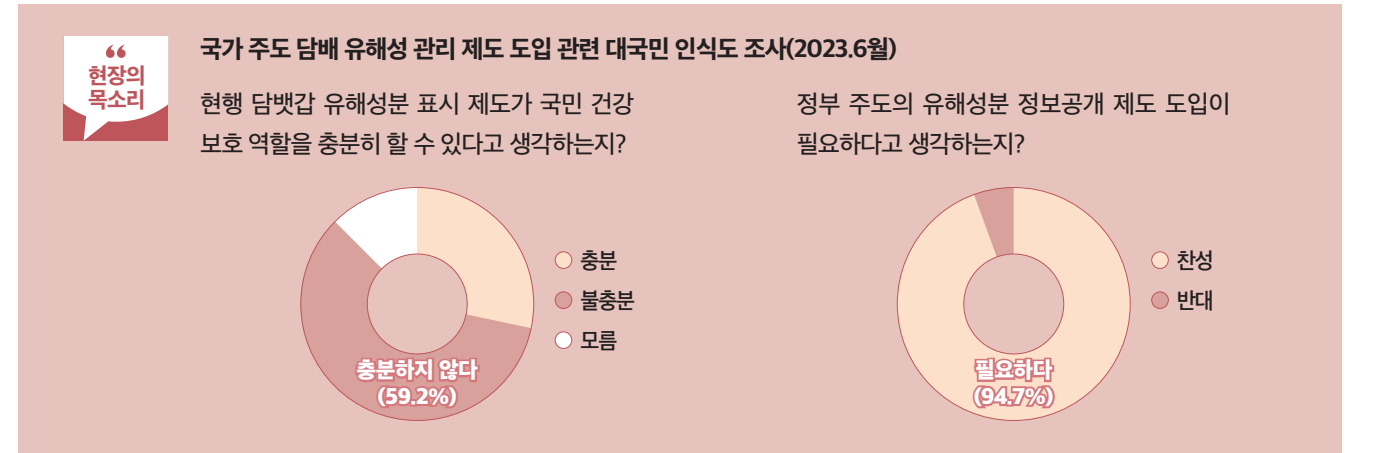 현장의
목소리
국가 주도 담배 유해성 관리 제도 도입 관련 대국민 인식도 조사(2023.6월)
현행 담뱃갑 유해성분 표시 제도가 국민 건강
보호 역할을 충분히 할 수 있다고 생각하는지?
충분
불충분
모름
충분하지 않다
(59.2%)
정부 주도의 유해성분 정보공개 제도 도입이
필요하다고 생각하는지?
찬성
반대
필요하다
(94.7%)